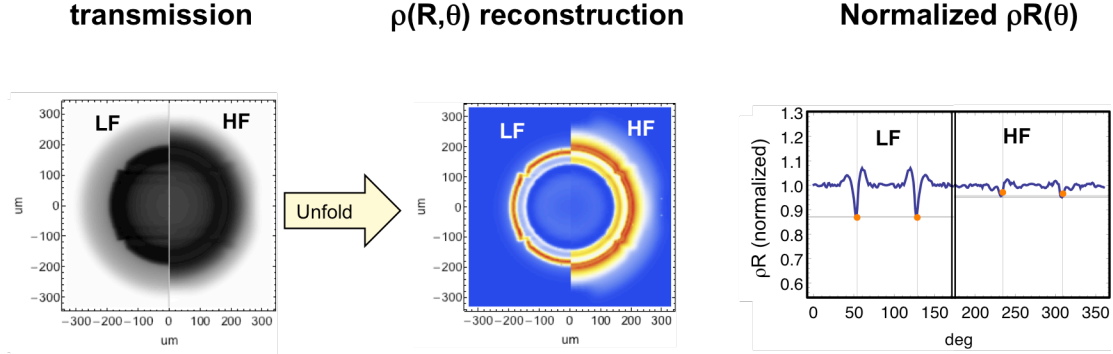 transmission
ρ(R,θ) reconstruction
Normalized ρR(θ)
LF
HF
300
200
100
0
−100
−200
−300
um
−300−200−100 0 100 200 300
um
Unfold
LF
HF
300
200
100
0
−100
−200
−300
um
−300−200−100 0 100 200 300
um
LF
HF
1.3
1.2
1.1
1.0
0.9
0.8
0.7
0.6
ρR (normalized)
0 50 100 150 200 250 300 350
deg